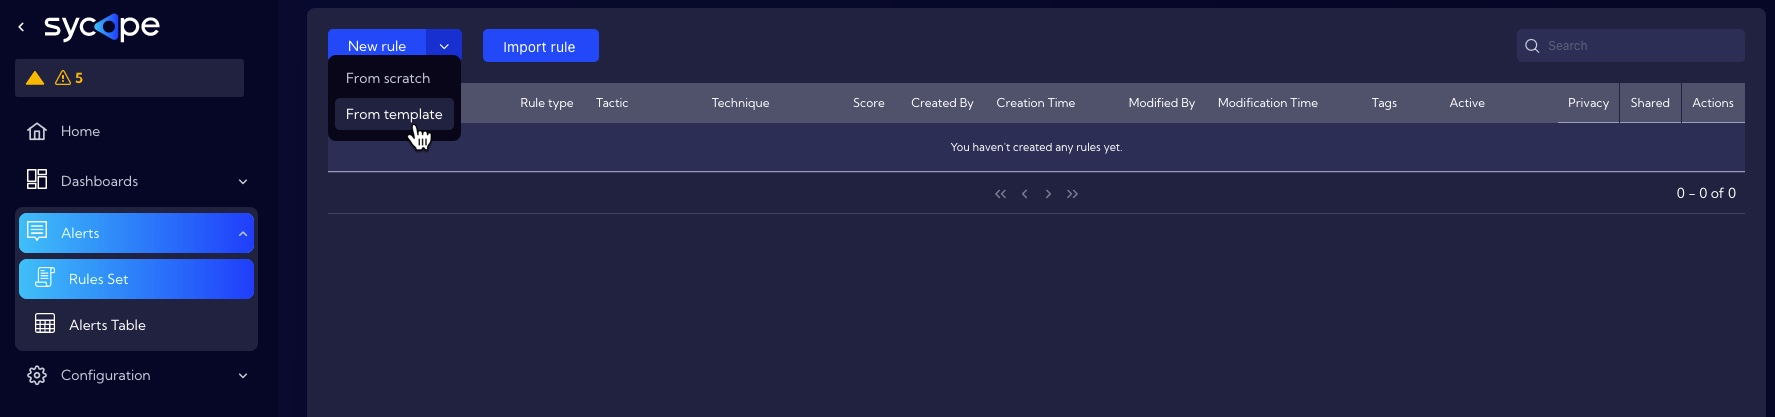 sycope
5
Home
Dashboards
Alerts
Rules Set
Alerts Table
Configuration
New rule
Import rule
Search
From scratch
From template
Rule type Tactic Technique Score Created By Creation Time Modified By Modification Time Tags Active Privacy Shared Actions
You haven't created any rules yet.
0 - 0 of 0